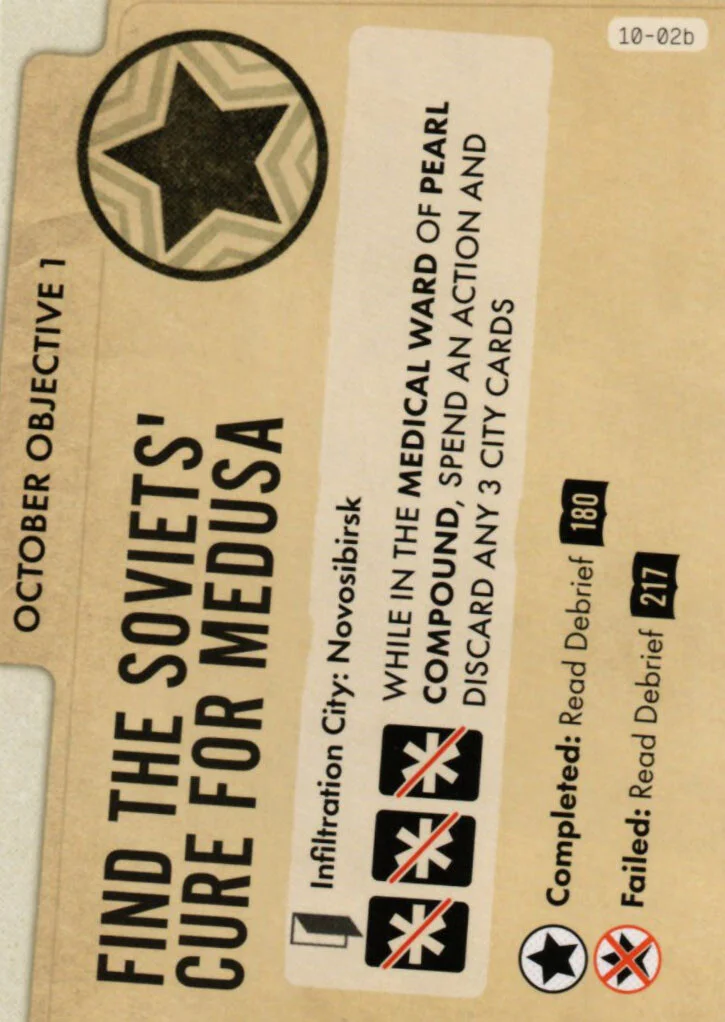 OCTOBER OBJECTIVE 1
FIND THE SOVIETS'
CURE FOR MEDUSA
Infiltration City: Novosibirsk
WHILE IN THE MEDICAL WARD OF PEARL
COMPOUND, SPEND AN ACTION AND
DISCARD ANY 3 CITY CARDS
Completed: Read Debrief 180
Failed: Read Debrief 217
10-02b